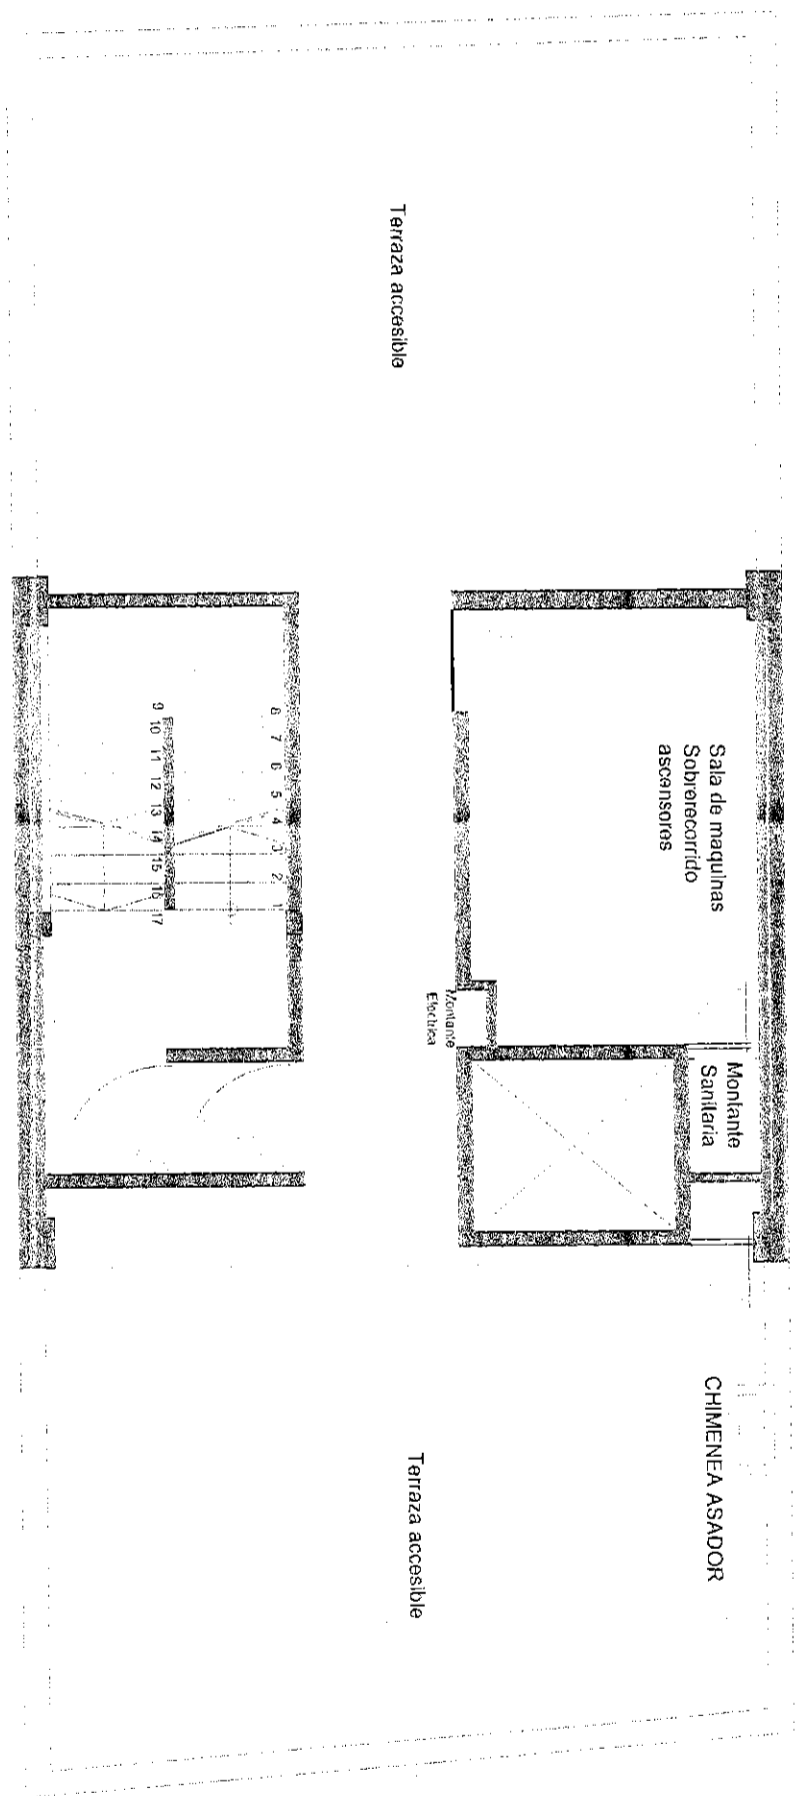 Terraza accesible
Sala de maquinas
Sobrerecorrido
ascensores
8 7 6 5 4 3 2 1
9 10 11 12 13 14 15 16 17
Montante
Electrica
Montante
Sanitaria
CHIMENEA ASADOR
Terraza accesible